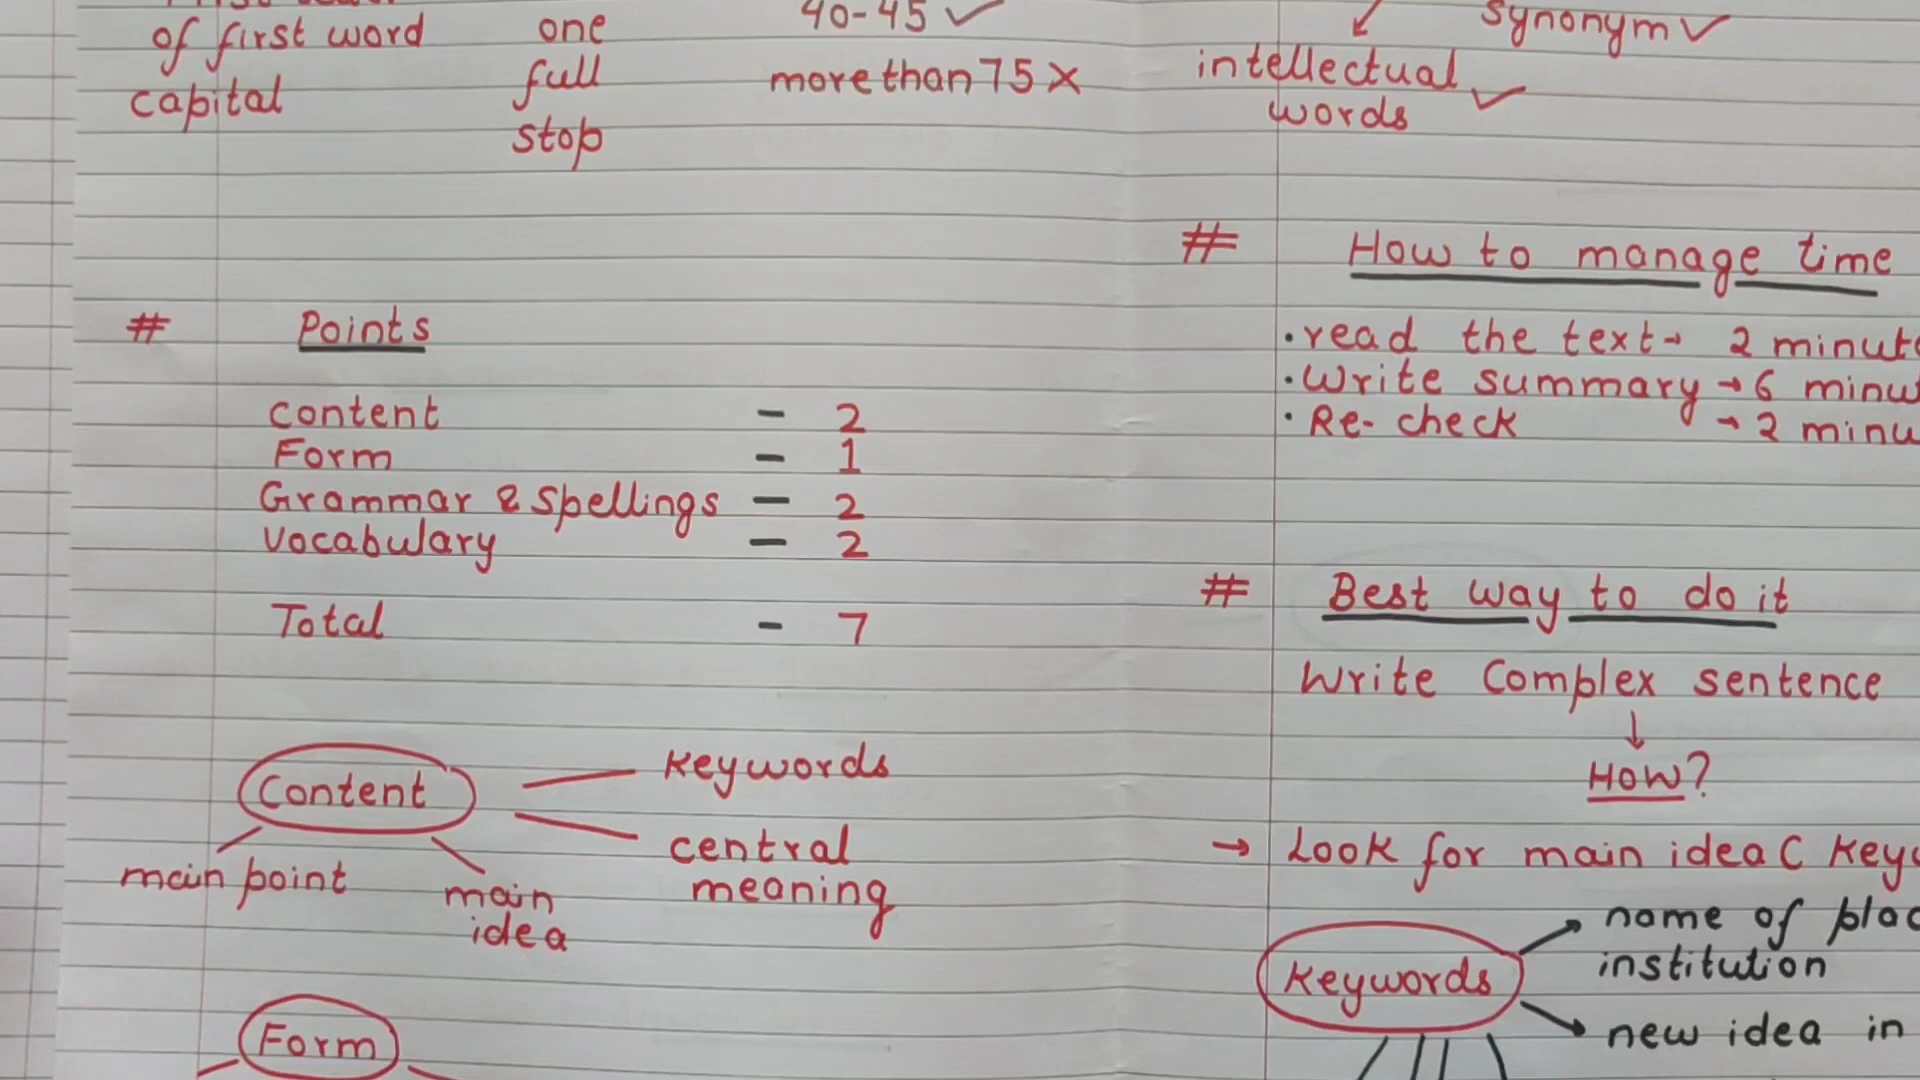 of first word
capital
one
full
stop
40-45 ✓
more than 75 X
synonym ✓
intellectual
words ✓
# Points
Content - 2
Form - 1
Grammar & Spellings - 2
Vocabulary - 2
Total - 7
Content
Keywords
central
meaning
main point
main
idea
Form
# How to manage time
• read the text → 2
• Write summary → 6
• Re-check → 2
# Best way to do it
Write Complex sentence
↓
How?
→ Look for main idea (
Keywords
name of
institution
new idea in